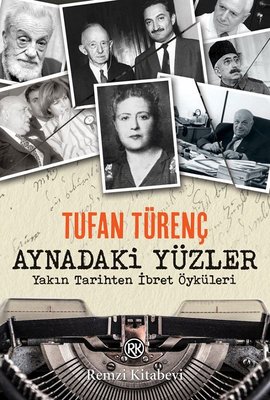 TUFAN TÜRENÇ
AYNADAKİ YÜZLER
Yakın Tarihten İbret Öyküleri
RK
Remzi Kitabevi